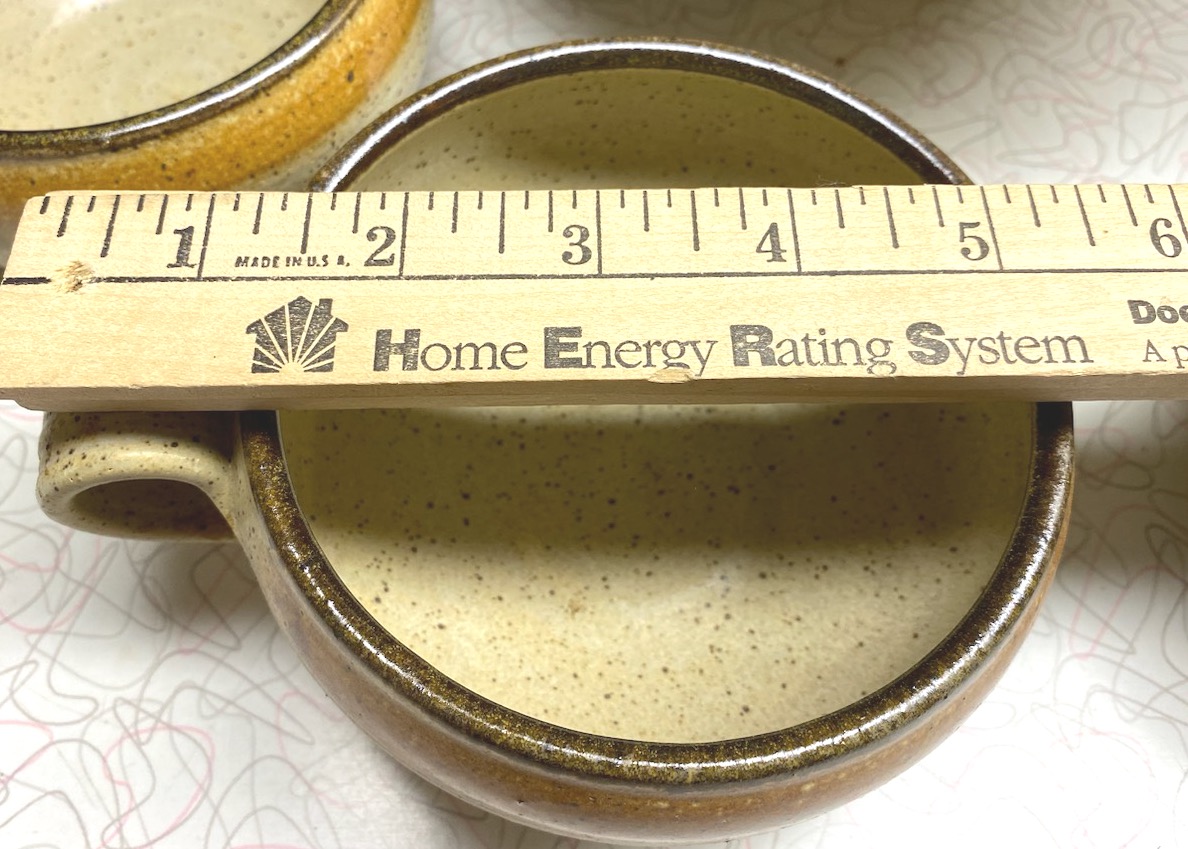 1 2 3 4 5 6
MADE IN U.S.A.
Home Energy Rating System